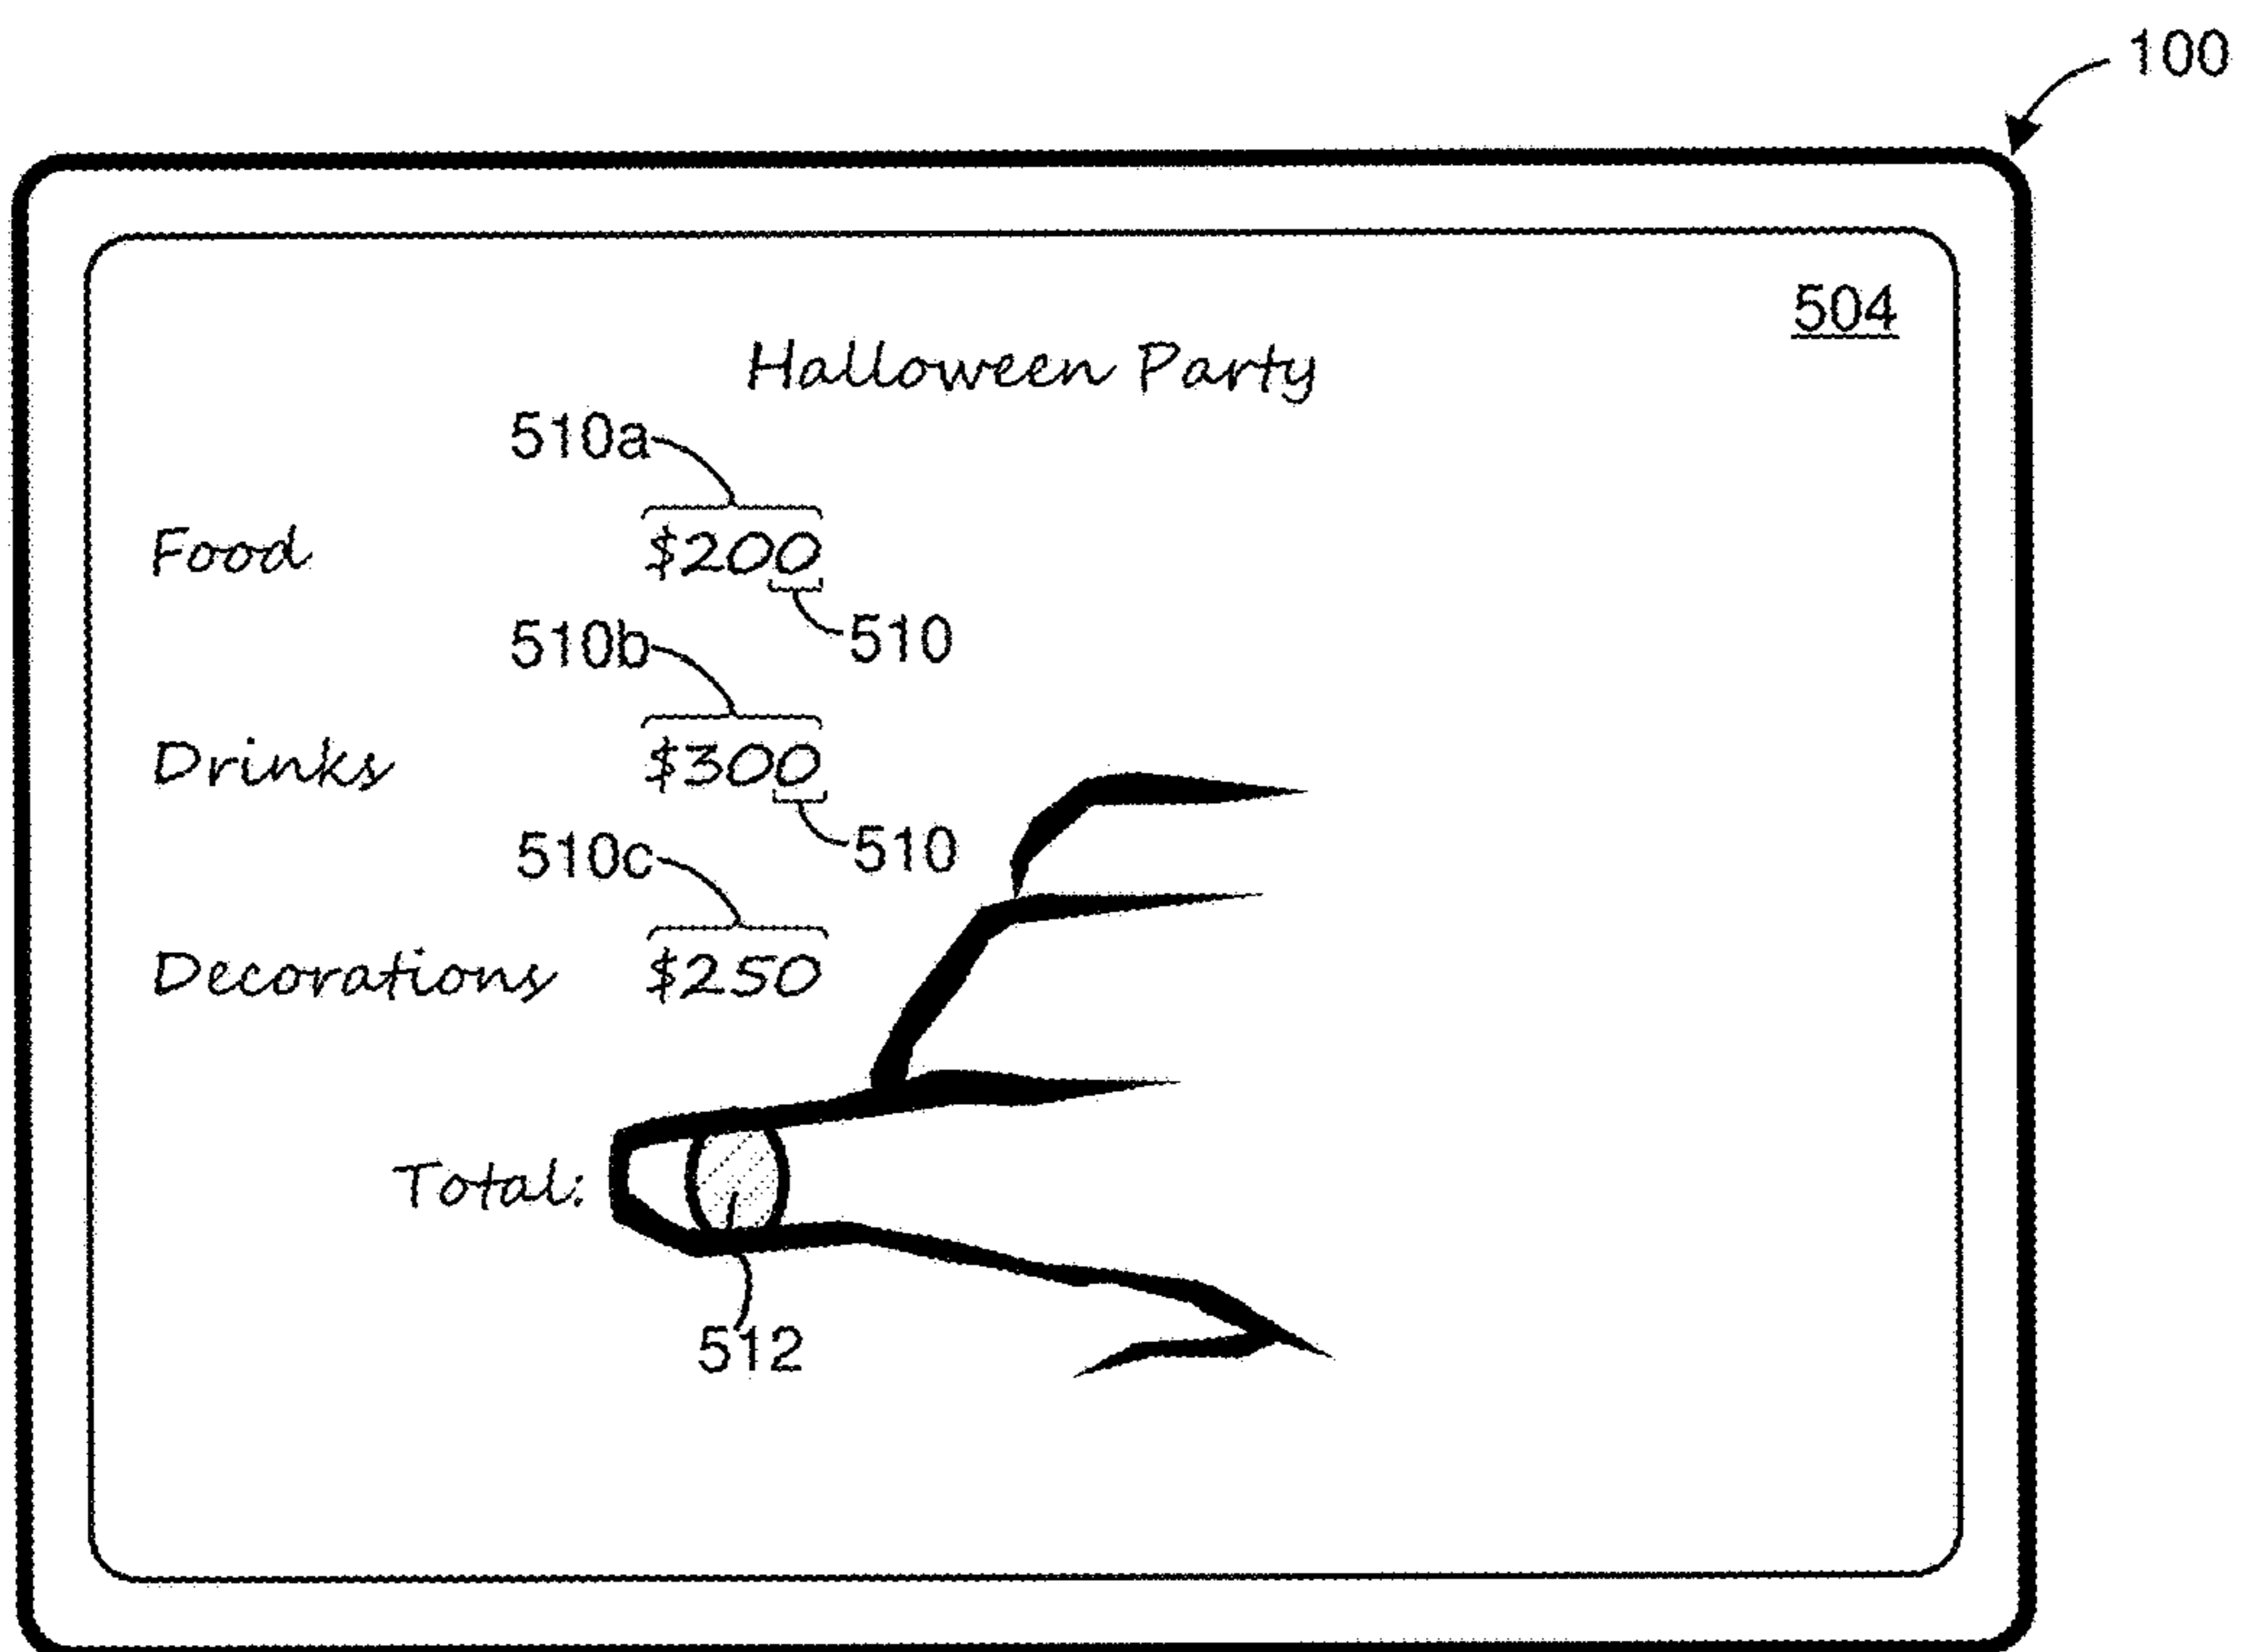 100
504
Halloween Party
510a
Food $200
510
510b
Drinks $300
510
510c
Decorations $250
Total:
512